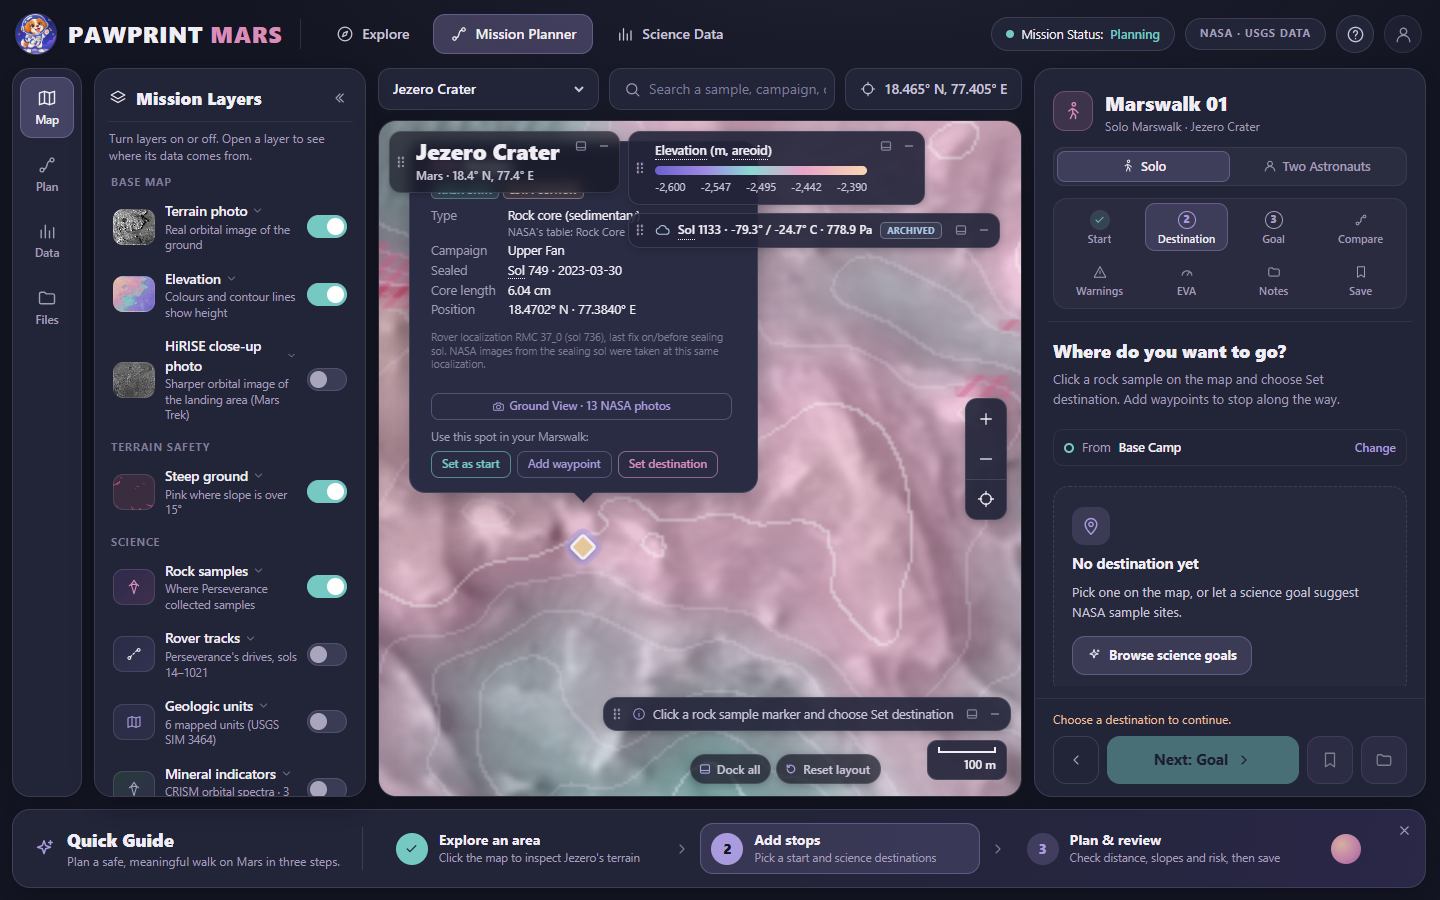 PAWPRINT MARS
Explore
Mission Planner
Science Data
Mission Status: Planning
NASA · USGS DATA
Map
Plan
Data
Files
Mission Layers
Turn layers on or off. Open a layer to see
where its data comes from.
BASE MAP
Terrain photo
Real orbital image of the
ground
Elevation
Colours and contour lines
show height
HiRISE close-up
photo
Sharper orbital image of
the landing area (Mars
Trek)
TERRAIN SAFETY
Steep ground
Pink where slope is over
15°
SCIENCE
Rock samples
Where Perseverance
collected samples
Rover tracks
Perseverance's drives, sols
14–1021
Geologic units
6 mapped units (USGS
SIM 3464)
Mineral indicators
CRISM orbital spectra · 3
Jezero Crater
Search a sample, campaign, c
18.465° N, 77.405° E
Jezero Crater
Mars · 18.4° N, 77.4° E
Elevation (m, areoid)
-2,600 -2,547 -2,495 -2,442 -2,390
Sol 1133 · -79.3° / -24.7° C · 778.9 Pa ARCHIVED
Type Rock core (sedimentary)
NASA's table: Rock Core
Campaign Upper Fan
Sealed Sol 749 · 2023-03-30
Core length 6.04 cm
Position 18.4702° N · 77.3840° E
Rover localization RMC 37_0 (sol 736), last fix on/before sealing
sol. NASA images from the sealing sol were taken at this same
localization.
Ground View · 13 NASA photos
Use this spot in your Marswalk:
Set as start
Add waypoint
Set destination
Click a rock sample marker and choose Set destination
Dock all
Reset layout
100 m
Marswalk 01
Solo Marswalk · Jezero Crater
Solo
Two Astronauts
Start
2
Destination
3
Goal
Compare
Warnings
EVA
Notes
Save
Where do you want to go?
Click a rock sample on the map and choose Set
destination. Add waypoints to stop along the way.
From Base Camp
Change
No destination yet
Pick one on the map, or let a science goal suggest
NASA sample sites.
Browse science goals
Choose a destination to continue.
Next: Goal
Quick Guide
Plan a safe, meaningful walk on Mars in three steps.
Explore an area
Click the map to inspect Jezero's terrain
2
Add stops
Pick a start and science destinations
3
Plan & review
Check distance, slopes and risk, then save